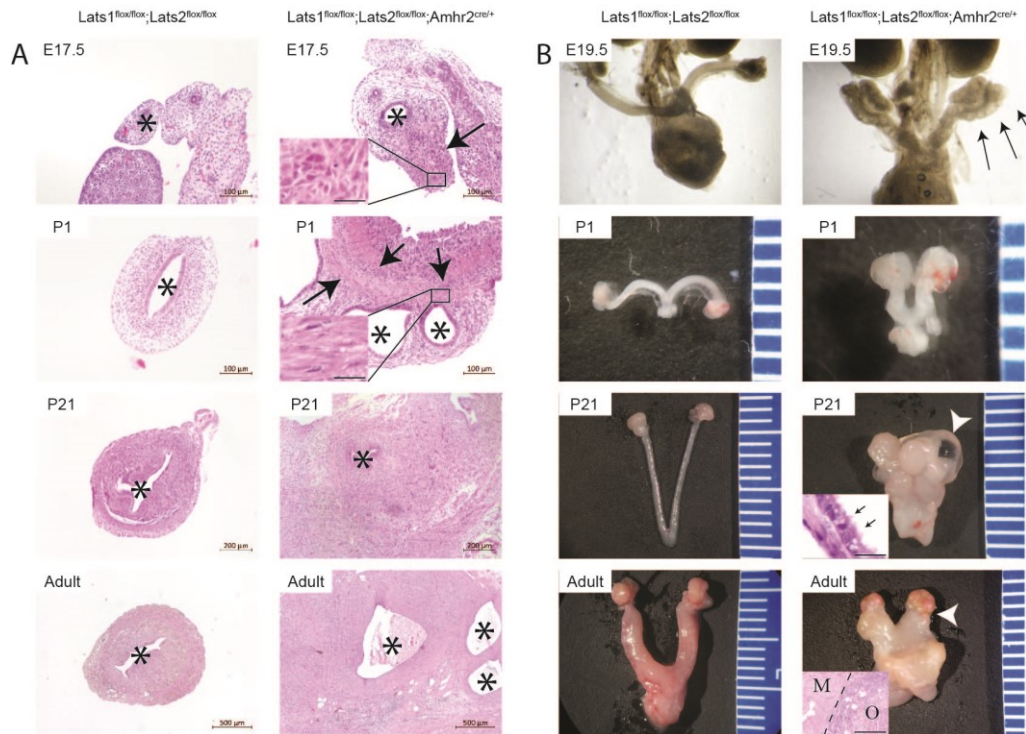 Lats1flox/flox;Lats2flox/flox
Lats1flox/flox;Lats2flox/flox;Amhr2cre/+
A
E17.5
E17.5
100 µm
100 µm
P1
P1
100 µm
100 µm
P21
P21
200 µm
200 µm
Adult
Adult
500 µm
500 µm
Lats1flox/flox;Lats2flox/flox
Lats1flox/flox;Lats2flox/flox;Amhr2cre/+
B
E19.5
E19.5
P1
P1
P21
P21
Adult
Adult
M
O